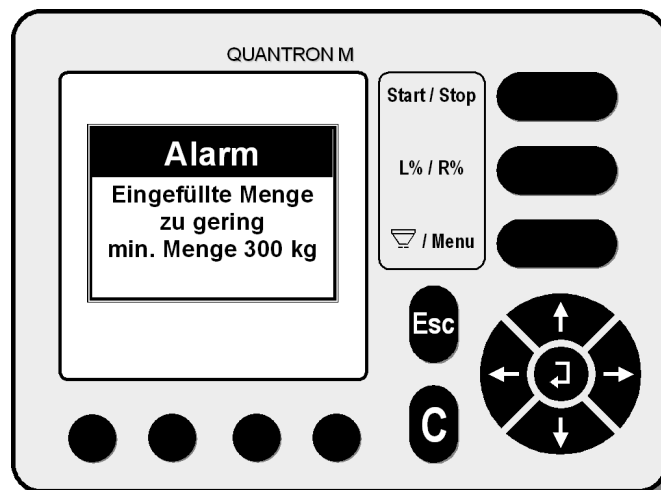 QUANTRON M
Alarm
Eingefüllte Menge
zu gering
min. Menge 300 kg
Start / Stop
L% / R%
/ Menu
Esc
C